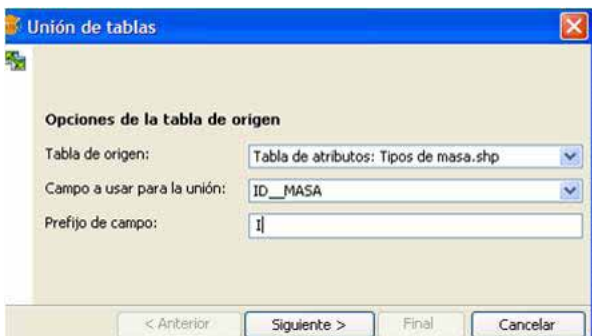 Unión de tablas
Opciones de la tabla de origen
Tabla de origen: Tabla de atributos: Tipos de masa.shp
Campo a usar para la unión: ID__MASA
Prefijo de campo: I
< Anterior Siguiente > Final Cancelar